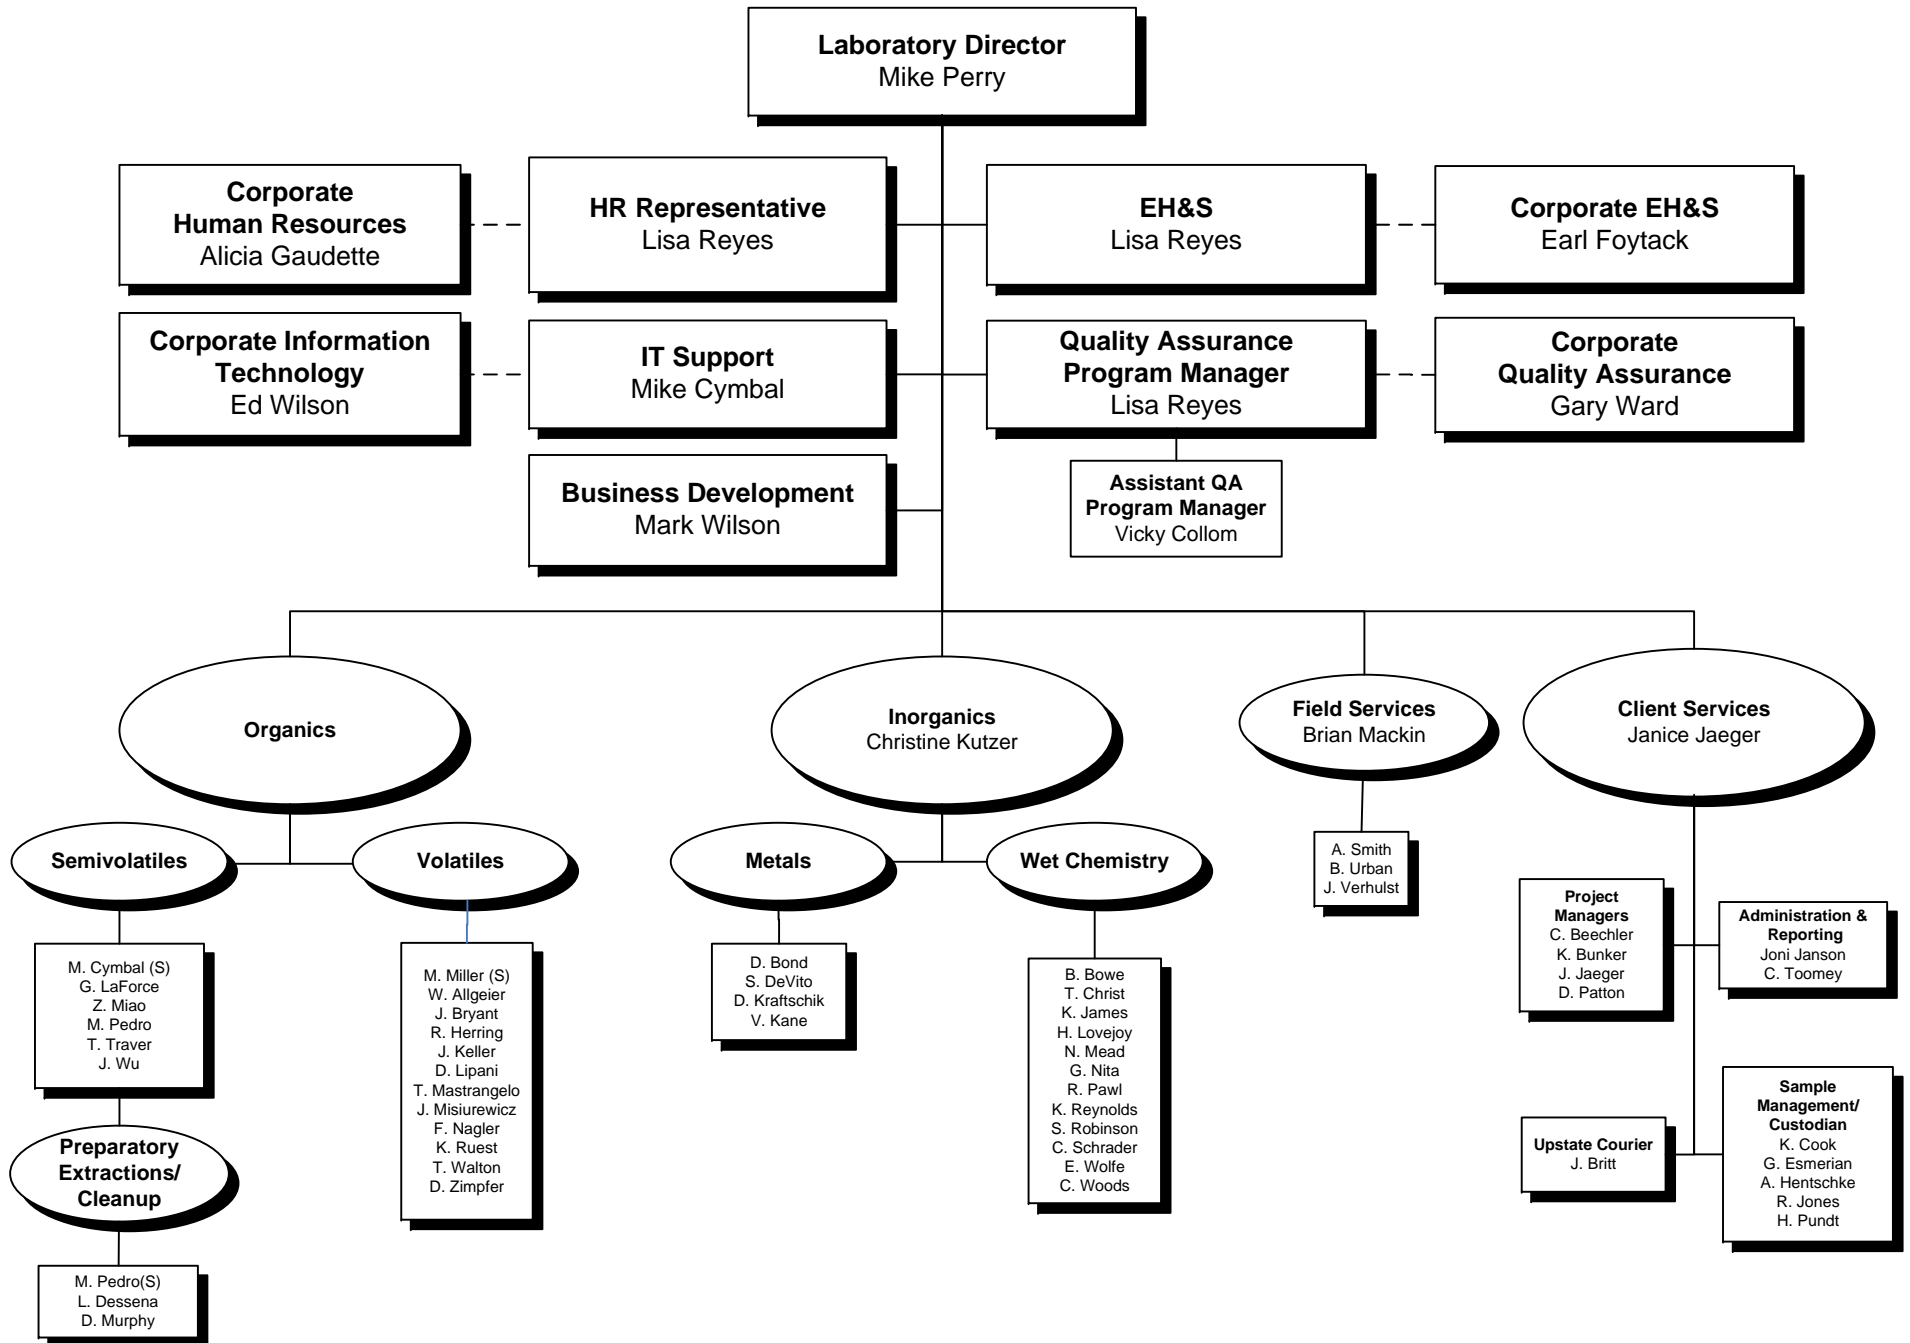 Laboratory Director
Mike Perry
Corporate
Human Resources
Alicia Gaudette
HR Representative
Lisa Reyes
EH&S
Lisa Reyes
Corporate EH&S
Earl Foytack
Corporate Information
Technology
Ed Wilson
IT Support
Mike Cymbal
Quality Assurance
Program Manager
Lisa Reyes
Corporate
Quality Assurance
Gary Ward
Business Development
Mark Wilson
Assistant QA
Program Manager
Vicky Collom
Organics
Inorganics
Christine Kutzer
Field Services
Brian Mackin
Client Services
Janice Jaeger
Semivolatiles
Volatiles
Metals
Wet Chemistry
A. Smith
B. Urban
J. Verhulst
M. Cymbal (S)
G. LaForce
Z. Miao
M. Pedro
T. Traver
J. Wu
M. Miller (S)
W. Allgeier
J. Bryant
R. Herring
J. Keller
D. Lipani
T. Mastrangelo
J. Misiurewicz
F. Nagler
K. Ruest
T. Walton
D. Zimpfer
D. Bond
S. DeVito
D. Kraftschik
V. Kane
B. Bowe
T. Christ
K. James
H. Lovejoy
N. Mead
G. Nita
R. Pawl
K. Reynolds
S. Robinson
C. Schrader
E. Wolfe
C. Woods
Project
Managers
C. Beechler
K. Bunker
J. Jaeger
D. Patton
Administration &
Reporting
Joni Janson
C. Toomey
Upstate Courier
J. Britt
Sample
Management/
Custodian
K. Cook
G. Esmerian
A. Hentschke
R. Jones
H. Pundt
Preparatory
Extractions/
Cleanup
M. Pedro(S)
L. Dessena
D. Murphy